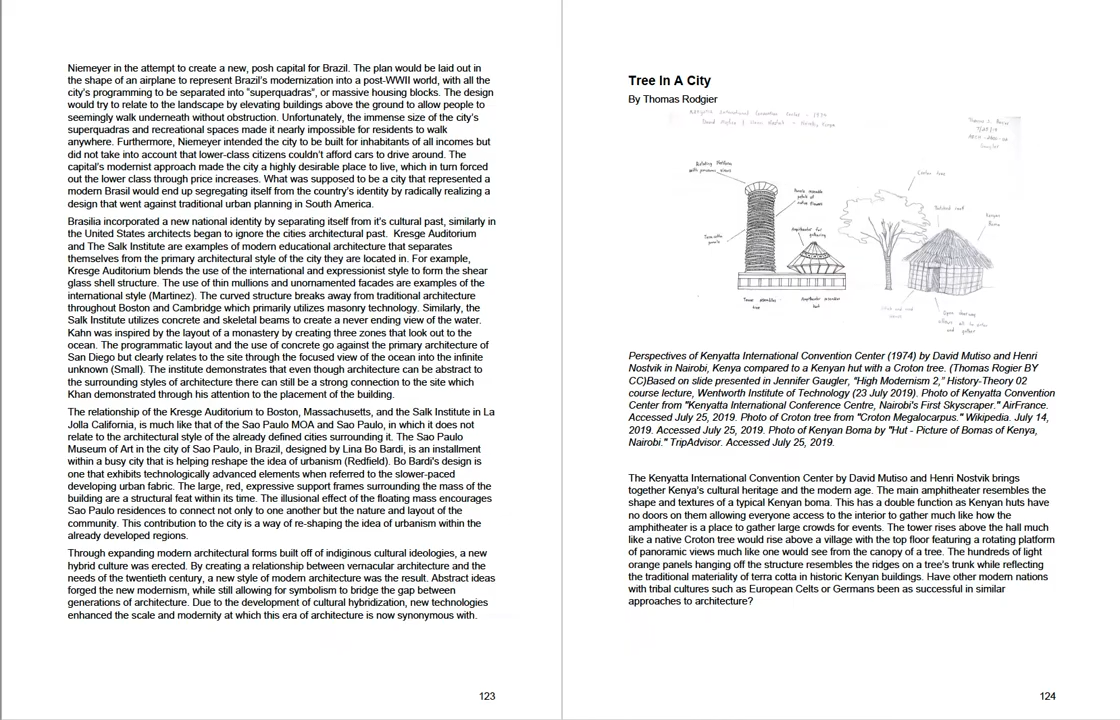 Niemeyer in the attempt to create a new, posh capital for Brazil. The plan would be laid out in
the shape of an airplane to represent Brazil's modernization into a post-WWII world, with all the
city's programming to be separated into "superquadras", or massive housing blocks. The design
would try to relate to the landscape by elevating buildings above the ground to allow people to
seemingly walk underneath without obstruction. Unfortunately, the immense size of the city's
superquadras and recreational spaces made it nearly impossible for residents to walk
anywhere. Furthermore, Niemeyer intended the city to be built for inhabitants of all incomes but
did not take into account that lower-class citizens couldn't afford cars to drive around. The
capital's modernist approach made the city a highly desirable place to live, which in turn forced
out the lower class through price increases. What was supposed to be a city that represented a
modern Brasil would end up segregating itself from the country's identity by radically realizing a
design that went against traditional urban planning in South America.
Brasilia incorporated a new national identity by separating itself from it's cultural past, similarly in
the United States architects began to ignore the cities architectural past. Kresge Auditorium
and The Salk Institute are examples of modern educational architecture that separates
themselves from the primary architectural style of the city they are located in. For example,
Kresge Auditorium blends the use of the international and expressionist style to form the shear
glass shell structure. The use of thin mullions and unornamented facades are examples of the
international style (Martinez). The curved structure breaks away from traditional architecture
throughout Boston and Cambridge which primarily utilizes masonry technology. Similarly, the
Salk Institute utilizes concrete and skeletal beams to create a never ending view of the water.
Kahn was inspired by the layout of a monastery by creating three zones that look out to the
ocean. The programmatic layout and the use of concrete go against the primary architecture of
San Diego but clearly relates to the site through the focused view of the ocean into the infinite
unknown (Small). The institute demonstrates that even though architecture can be abstract to
the surrounding styles of architecture there can still be a strong connection to the site which
Khan demonstrated through his attention to the placement of the building.
The relationship of the Kresge Auditorium to Boston, Massachusetts, and the Salk Institute in La
Jolla California, is much like that of the Sao Paulo MOA and Sao Paulo, in which it does not
relate to the architectural style of the already defined cities surrounding it. The Sao Paulo
Museum of Art in the city of Sao Paulo, in Brazil, designed by Lina Bo Bardi, is an installment
within a busy city that is helping reshape the idea of urbanism (Redfield). Bo Bardi's design is
one that exhibits technologically advanced elements when referred to the slower-paced
developing urban fabric. The large, red, expressive support frames surrounding the mass of the
building are a structural feat within its time. The illusional effect of the floating mass encourages
Sao Paulo residences to connect not only to one another but the nature and layout of the
community. This contribution to the city is a way of re-shaping the idea of urbanism within the
already developed regions.
Through expanding modern architectural forms built off of indiginous cultural ideologies, a new
hybrid culture was erected. By creating a relationship between vernacular architecture and the
needs of the twentieth century, a new style of modern architecture was the result. Abstract ideas
forged the new modernism, while still allowing for symbolism to bridge the gap between
generations of architecture. Due to the development of cultural hybridization, new technologies
enhanced the scale and modernity at which this era of architecture is now synonymous with.
123
Tree In A City
By Thomas Rodgier
Kenyatta International Convention Center - 1974
Building Platform
with panoramic views
Amphitheater for
gathering
Terra cotta
panels
Croton tree
Thatched roof
Kenyan
Boma
Perspectives of Kenyatta International Convention Center (1974) by David Mutiso and Henri
Nostvik in Nairobi, Kenya compared to a Kenyan hut with a Croton tree. (Thomas Rogier BY
CC)Based on slide presented in Jennifer Gaugler, "High Modernism 2," History-Theory 02
course lecture, Wentworth Institute of Technology (23 July 2019). Photo of Kenyatta Convention
Center from "Kenyatta International Conference Centre, Nairobi's First Skyscraper." AirFrance.
Accessed July 25, 2019. Photo of Croton tree from "Croton Megalocarpus." Wikipedia. July 14,
2019. Accessed July 25, 2019. Photo of Kenyan Boma by "Hut - Picture of Bomas of Kenya,
Nairobi." TripAdvisor. Accessed July 25, 2019.
The Kenyatta International Convention Center by David Mutiso and Henri Nostvik brings
together Kenya's cultural heritage and the modern age. The main amphitheater resembles the
shape and textures of a typical Kenyan boma. This has a double function as Kenyan huts have
no doors on them allowing everyone access to the interior to gather much like how the
amphitheater is a place to gather large crowds for events. The tower rises above the hall much
like a native Croton tree would rise above a village with the top floor featuring a rotating platform
of panoramic views much like one would see from the canopy of a tree. The hundreds of light
orange panels hanging off the structure resembles the ridges on a tree's trunk while reflecting
the traditional materiality of terra cotta in historic Kenyan buildings. Have other modern nations
with tribal cultures such as European Celts or Germans been as successful in similar
approaches to architecture?
124